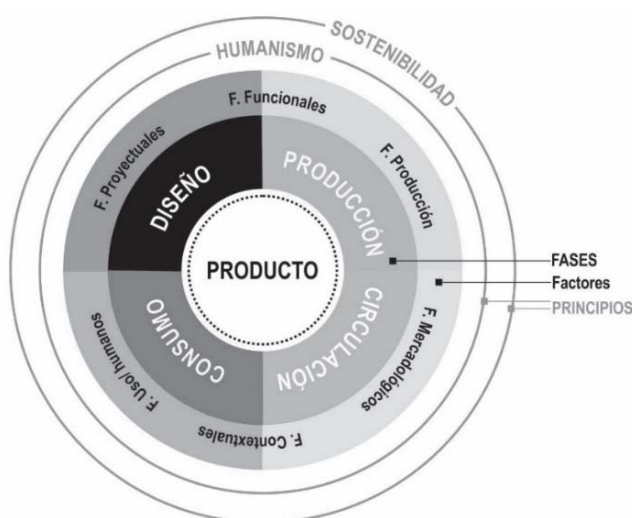 SOSTENIBILIDAD
HUMANISMO
F. Funcionales
F. Proyectuales
F. Producción
DISEÑO
PRODUCCIÓN
PRODUCTO
FASES
Factores
PRINCIPIOS
CONSUMO
CIRCULACIÓN
F. Uso/ humanos
F. Mercadológicos
F. Contextuales